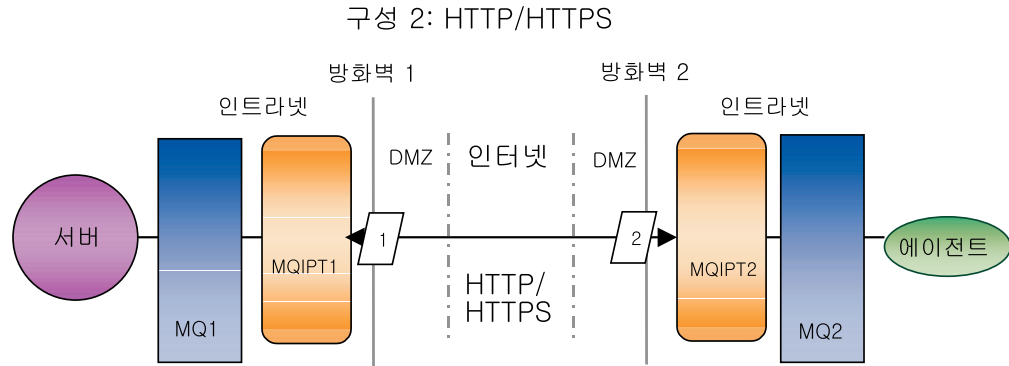 구성 2: HTTP/HTTPS
방화벽 1
방화벽 2
인트라넷
인트라넷
DMZ
인터넷
DMZ
서버
1
2
에이전트
MQIPT1
MQIPT2
HTTP/
HTTPS
MQ1
MQ2